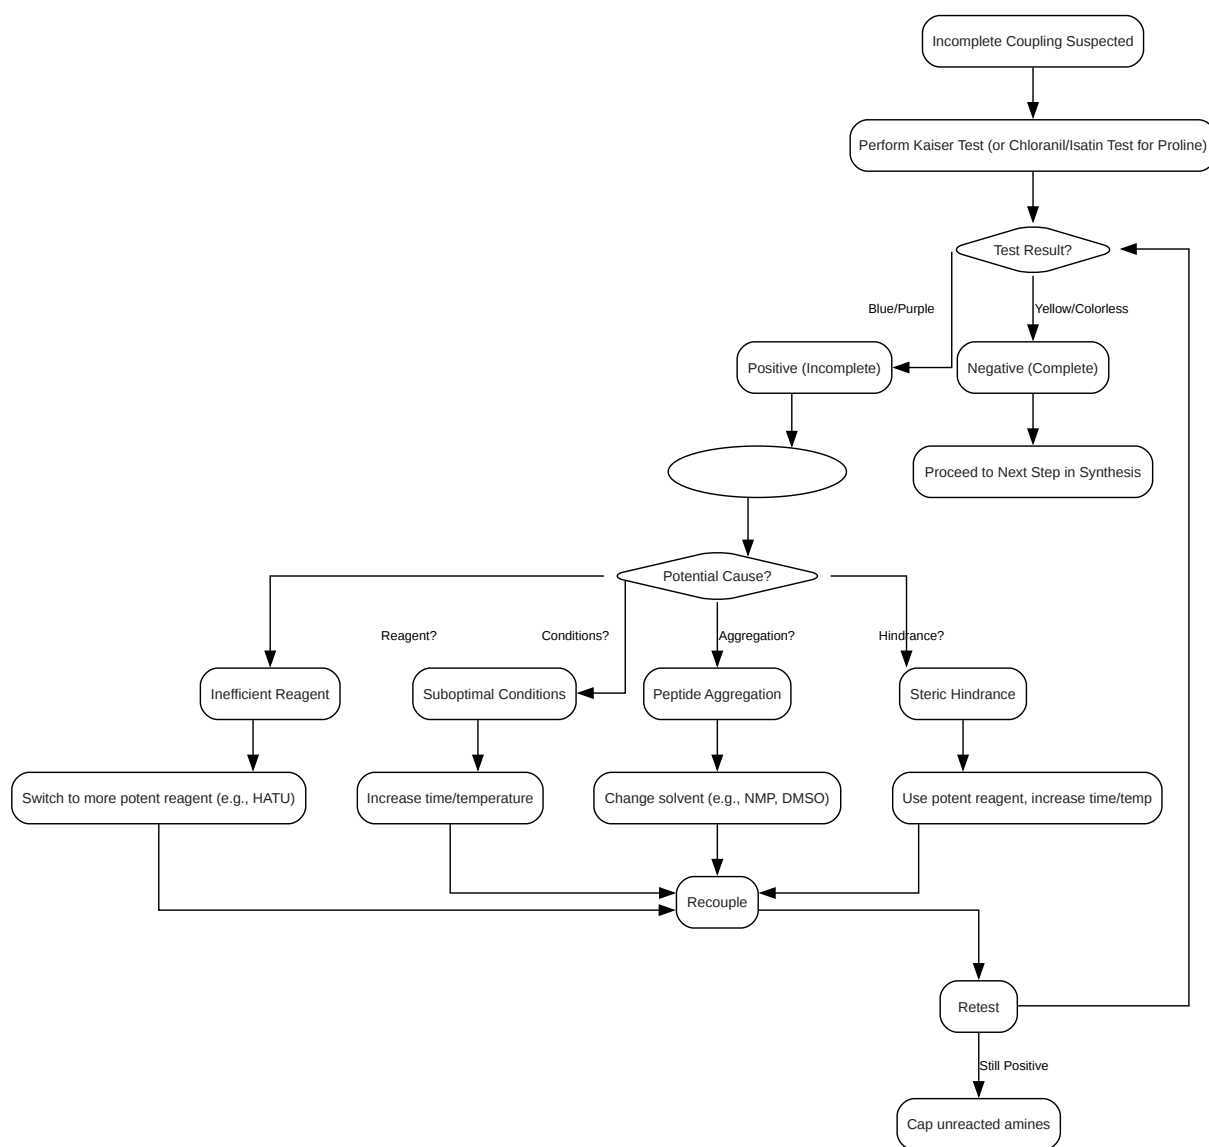 Incomplete Coupling Suspected
Perform Kaiser Test (or Chloranil/Isatin Test for Proline)
Test Result?
Blue/Purple
Yellow/Colorless
Positive (Incomplete)
Negative (Complete)
Proceed to Next Step in Synthesis
Potential Cause?
Reagent?
Conditions?
Aggregation?
Hindrance?
Inefficient Reagent
Suboptimal Conditions
Peptide Aggregation
Steric Hindrance
Switch to more potent reagent (e.g., HATU)
Increase time/temperature
Change solvent (e.g., NMP, DMSO)
Use potent reagent, increase time/temp
Recouple
Retest
Still Positive
Cap unreacted amines